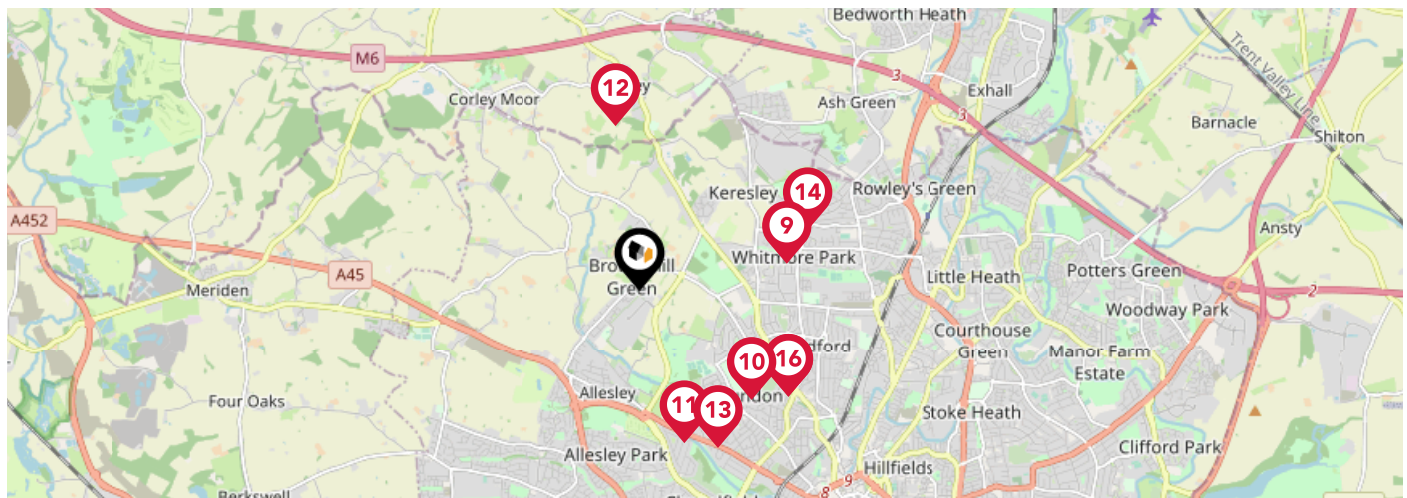 Bedworth Heath
M6
3
12
Corley Moor
Ash Green
Exhall
3
Trent Valley Line
Barnacle
Shilton
Keresley
14
Rowley's Green
A452
9
Ansty
Whitmore Park
A45
Meriden
Green
Little Heath
Potters Green
2
Woodway Park
Courthouse
Green
Manor Farm
Estate
10
16
Allesley
Four Oaks
11
13
Stoke Heath
Allesley Park
Clifford Park
Hillfields
8
9
Berkswell